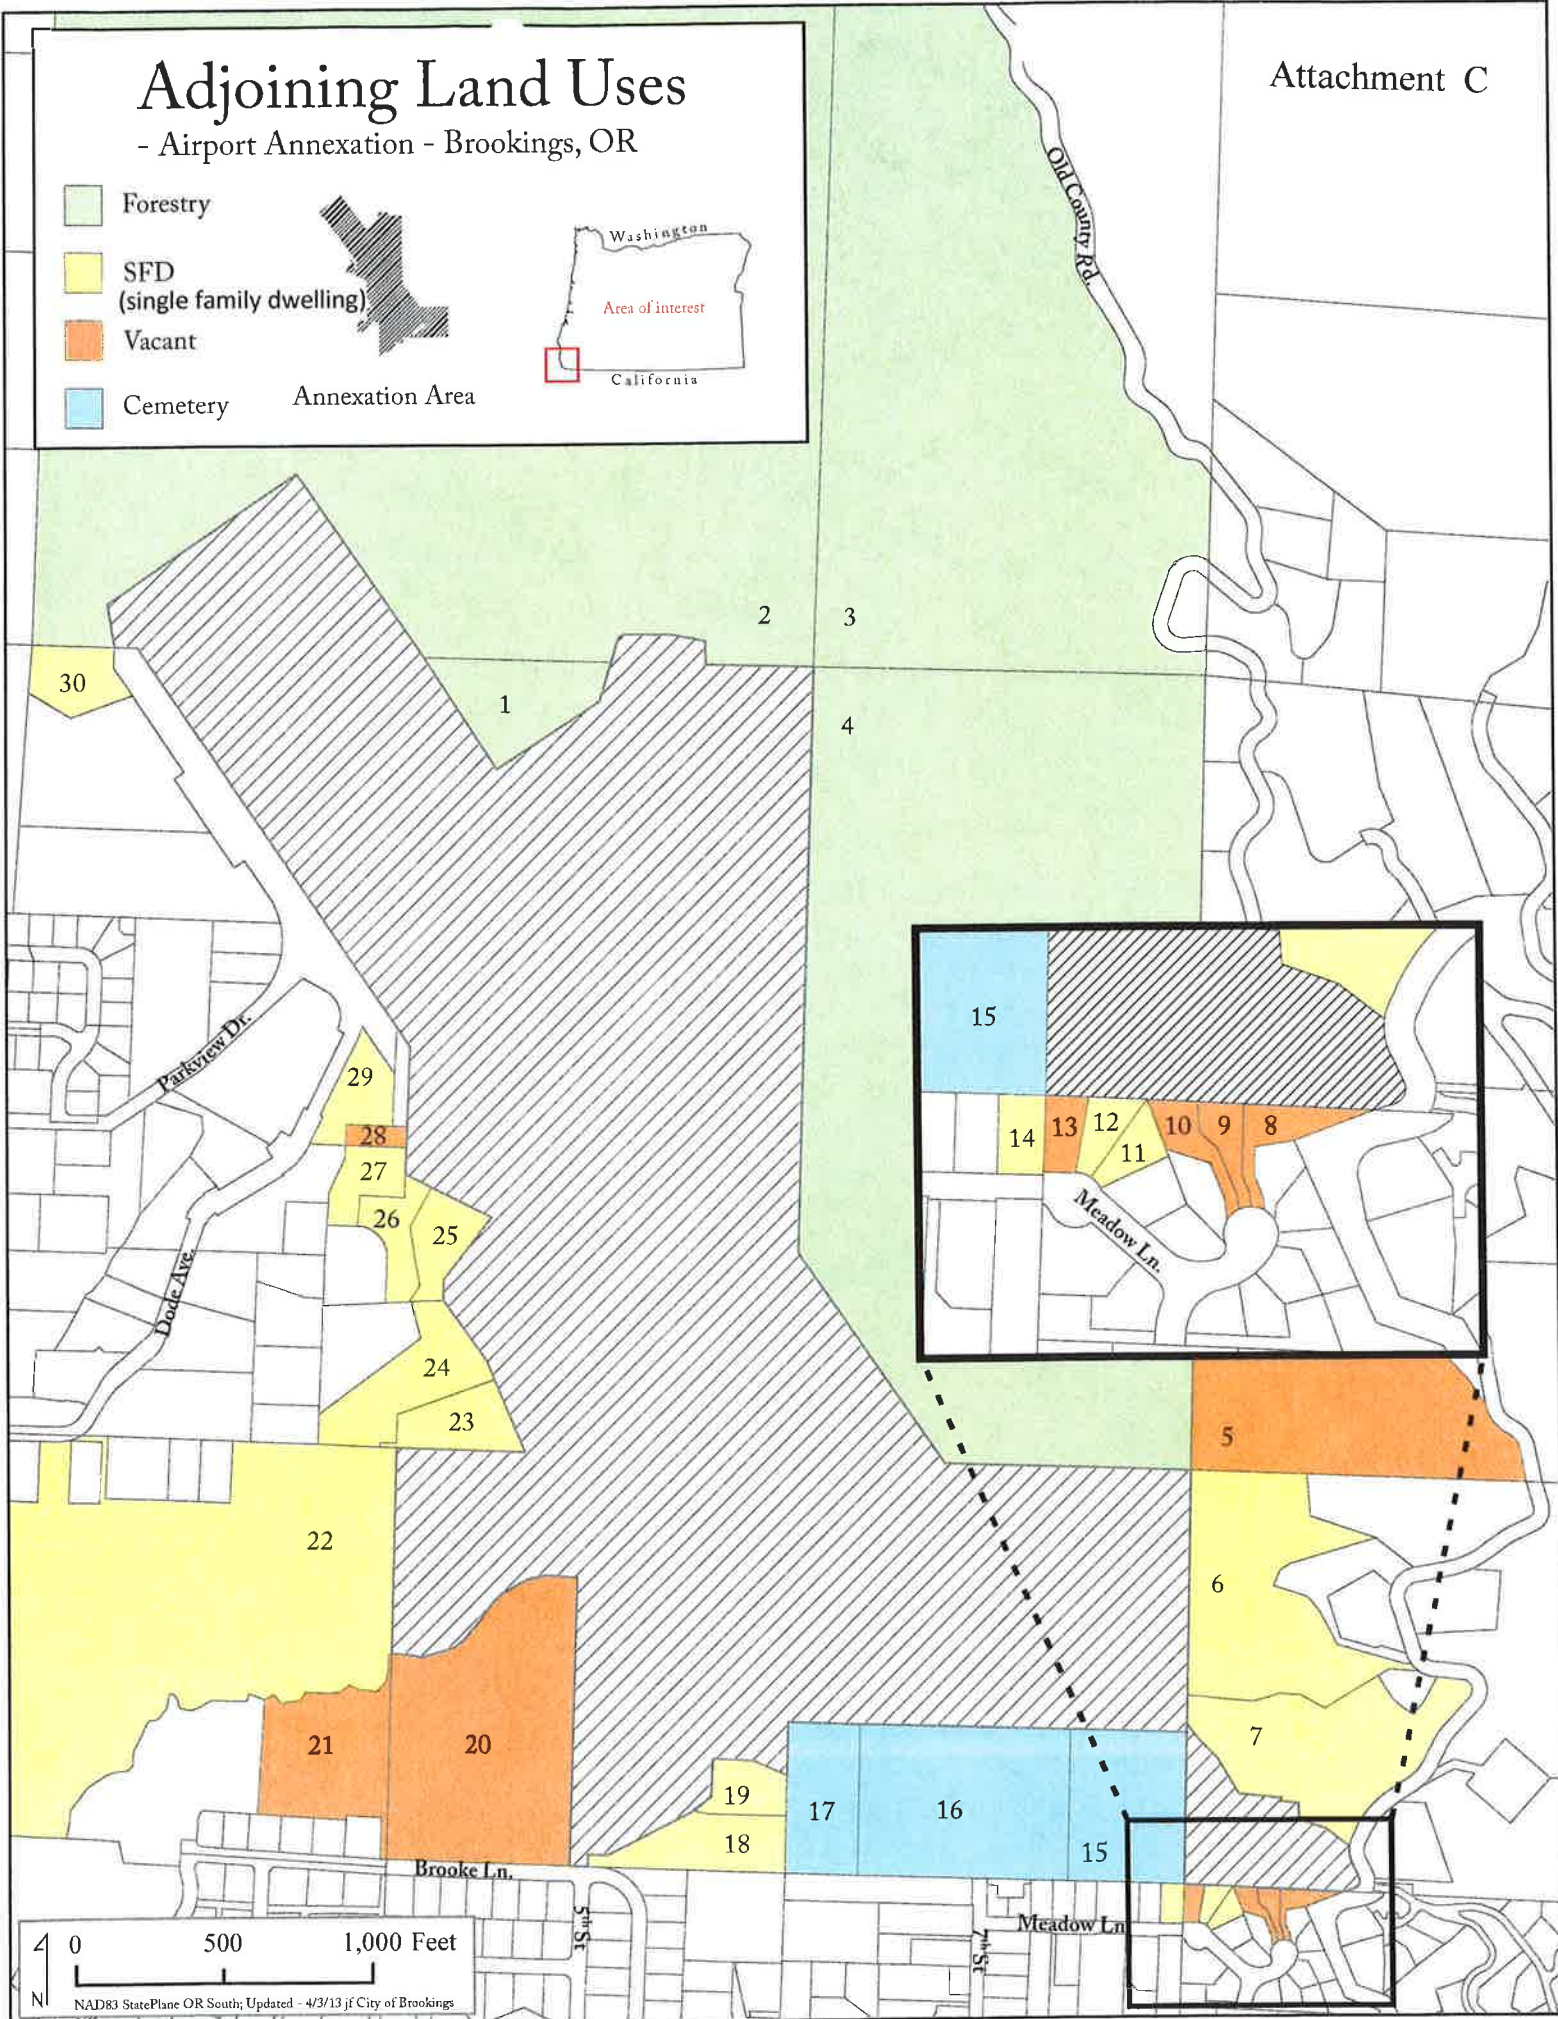 Adjoining Land Uses
- Airport Annexation - Brookings, OR
Attachment C
Forestry
SFD
(single family dwelling)
Vacant
Cemetery
Annexation Area
Washington
Area of interest
California
Old County Rd.
2
3
30
1
4
15
14
13
12
11
10
9
8
Meadow Ln.
Parkview Dr.
29
28
27
26
25
Dode Ave.
24
23
5
22
6
21
20
7
19
18
17
16
15
Brooke Ln.
5th St
7th St
Meadow Ln
N
0 500 1,000 Feet
NAD83 StatePlane OR South; Updated - 4/3/13 jf City of Brookings